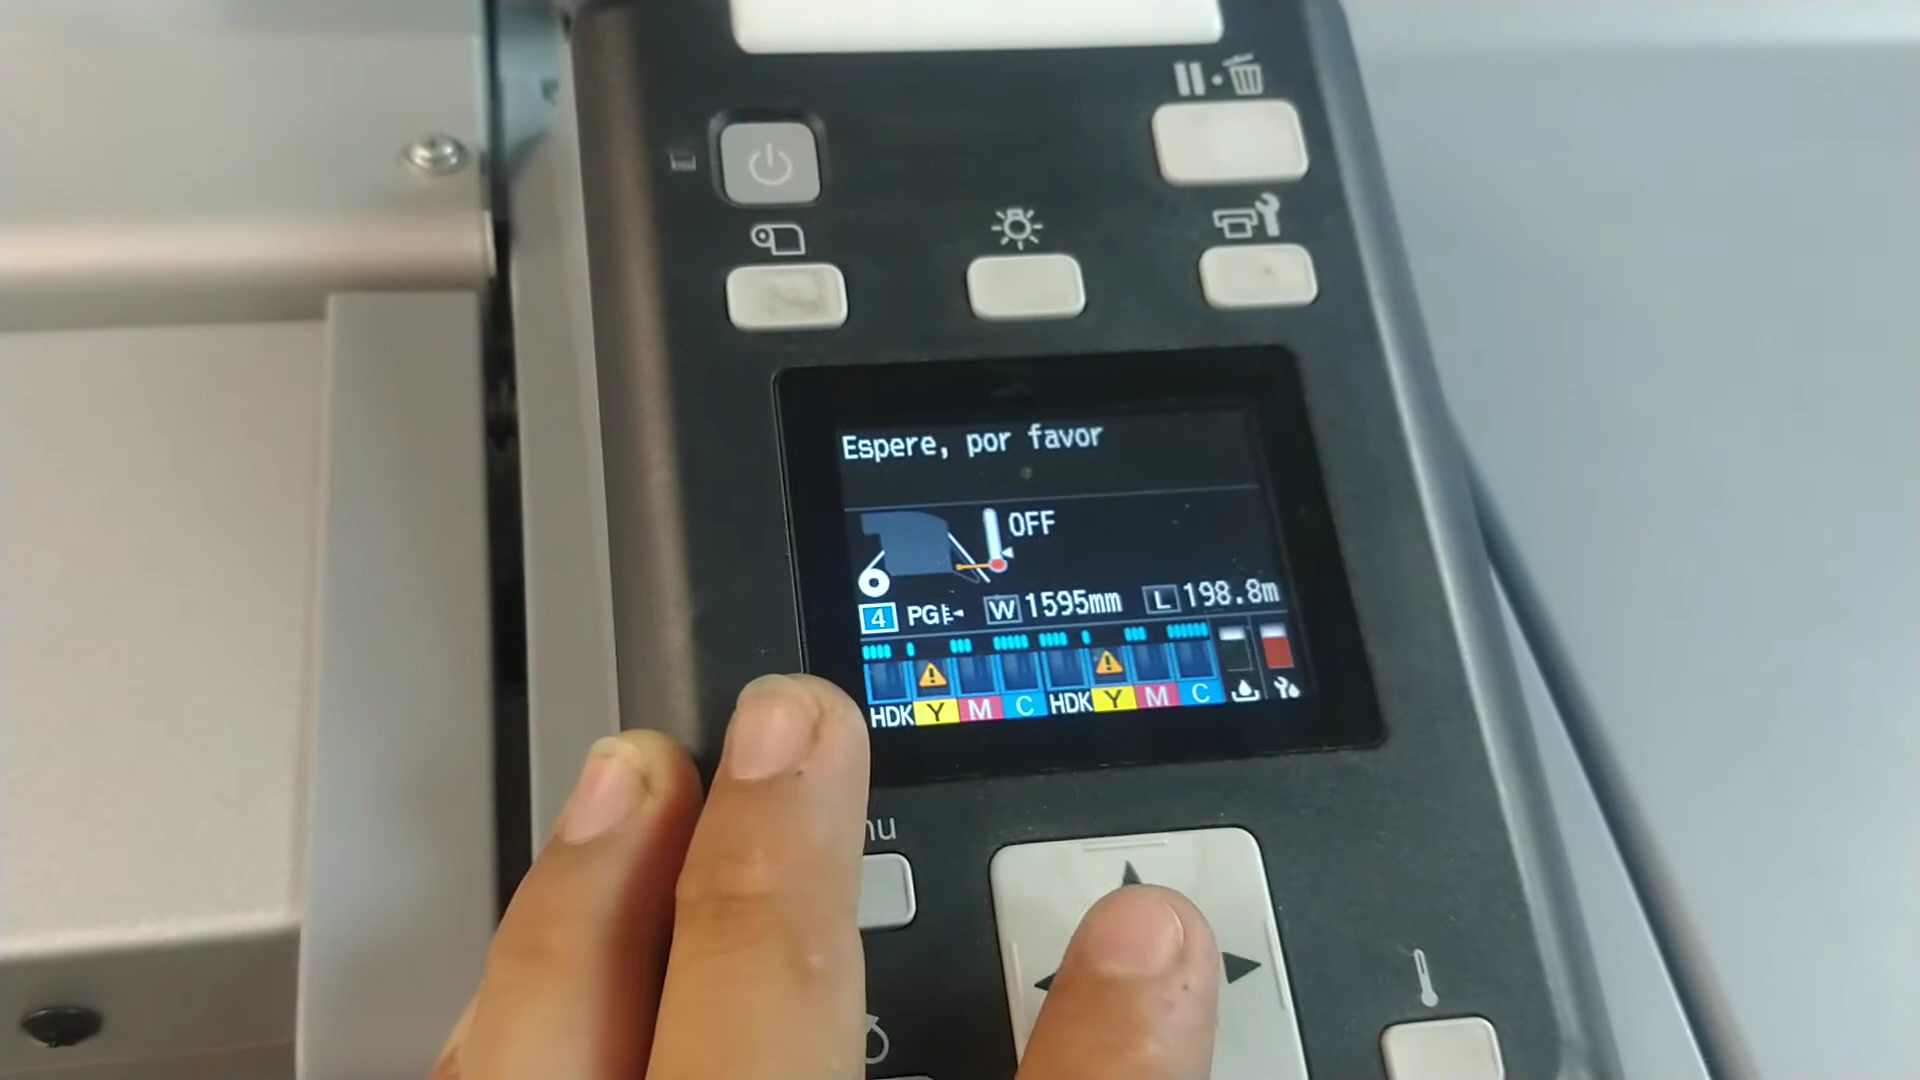 Espere, por favor
OFF
4 PG W 1595mm L 198.8m
HDK Y M C HDK Y M C
nu